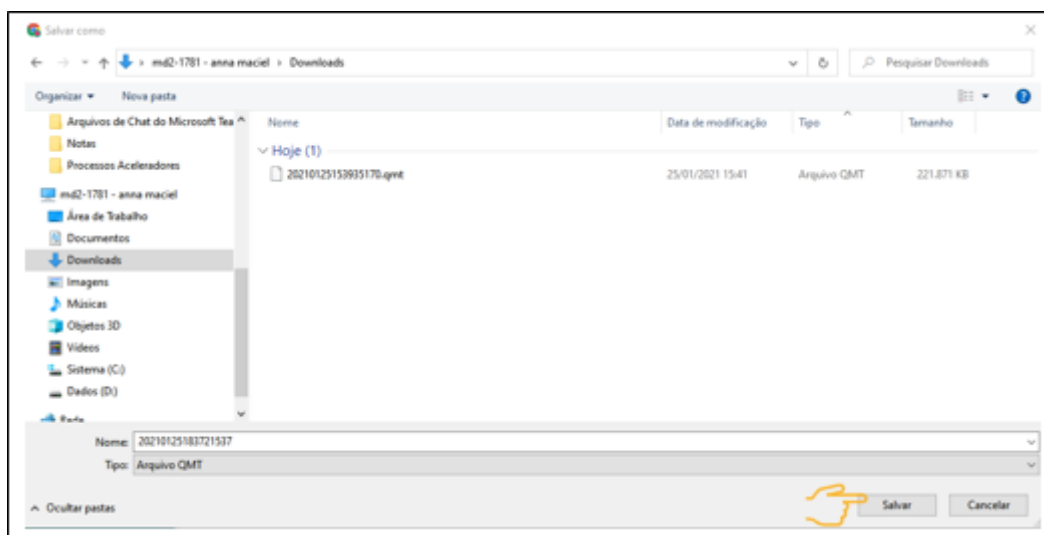 Salvar como
md2-1781 - anna maciel › Downloads
Pesquisar Downloads
Organizar
Nova pasta
Arquivos de Chat do Microsoft Tea
Nome
Data de modificação
Tipo
Tamanho
Notas
Hoje (1)
Processos Aceleradores
20210125153935170.qmt
25/01/2021 15:41
Arquivo QMT
221.871 KB
md2-1781 - anna maciel
Área de Trabalho
Documentos
Downloads
Imagens
Músicas
Objetos 3D
Vídeos
Sistema (C:)
Dados (D:)
Rede
Nome: 20210125183721537
Tipo: Arquivo QMT
Ocultar pastas
Salvar
Cancelar